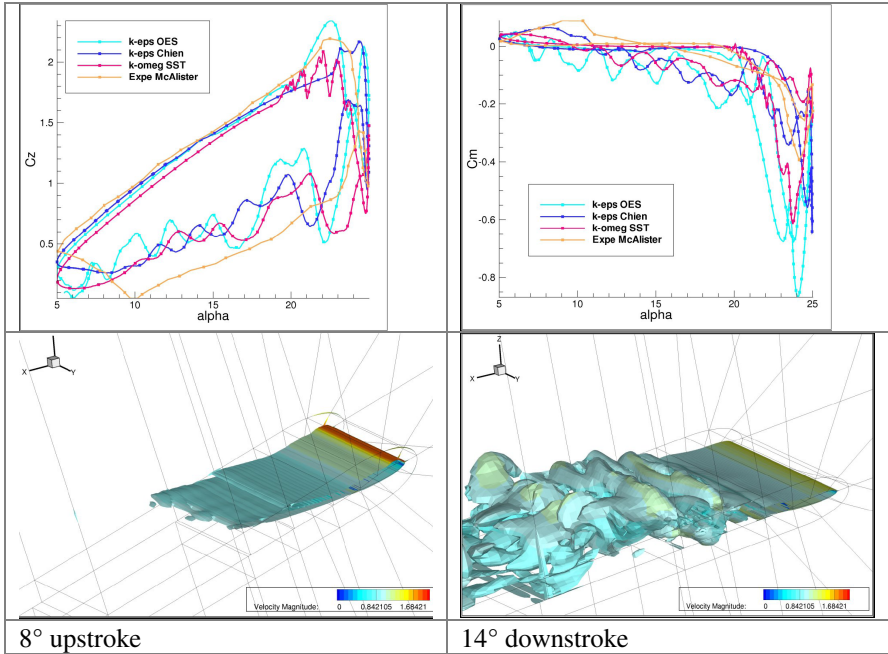 k-eps OES
k-eps Chien
k-omeg SST
Expe McAlister
2
1.5
1
0.5
Cz
5
10
15
20
alpha
0
-0.2
-0.4
-0.6
-0.8
Cm
k-eps OES
k-eps Chien
k-omeg SST
Expe McAlister
5
10
15
20
25
alpha
X
Y
Velocity Magnitude: 0 0.842105 1.68421
Z
X
Y
Velocity Magnitude: 0 0.842105 1.68421
8° upstroke
14° downstroke